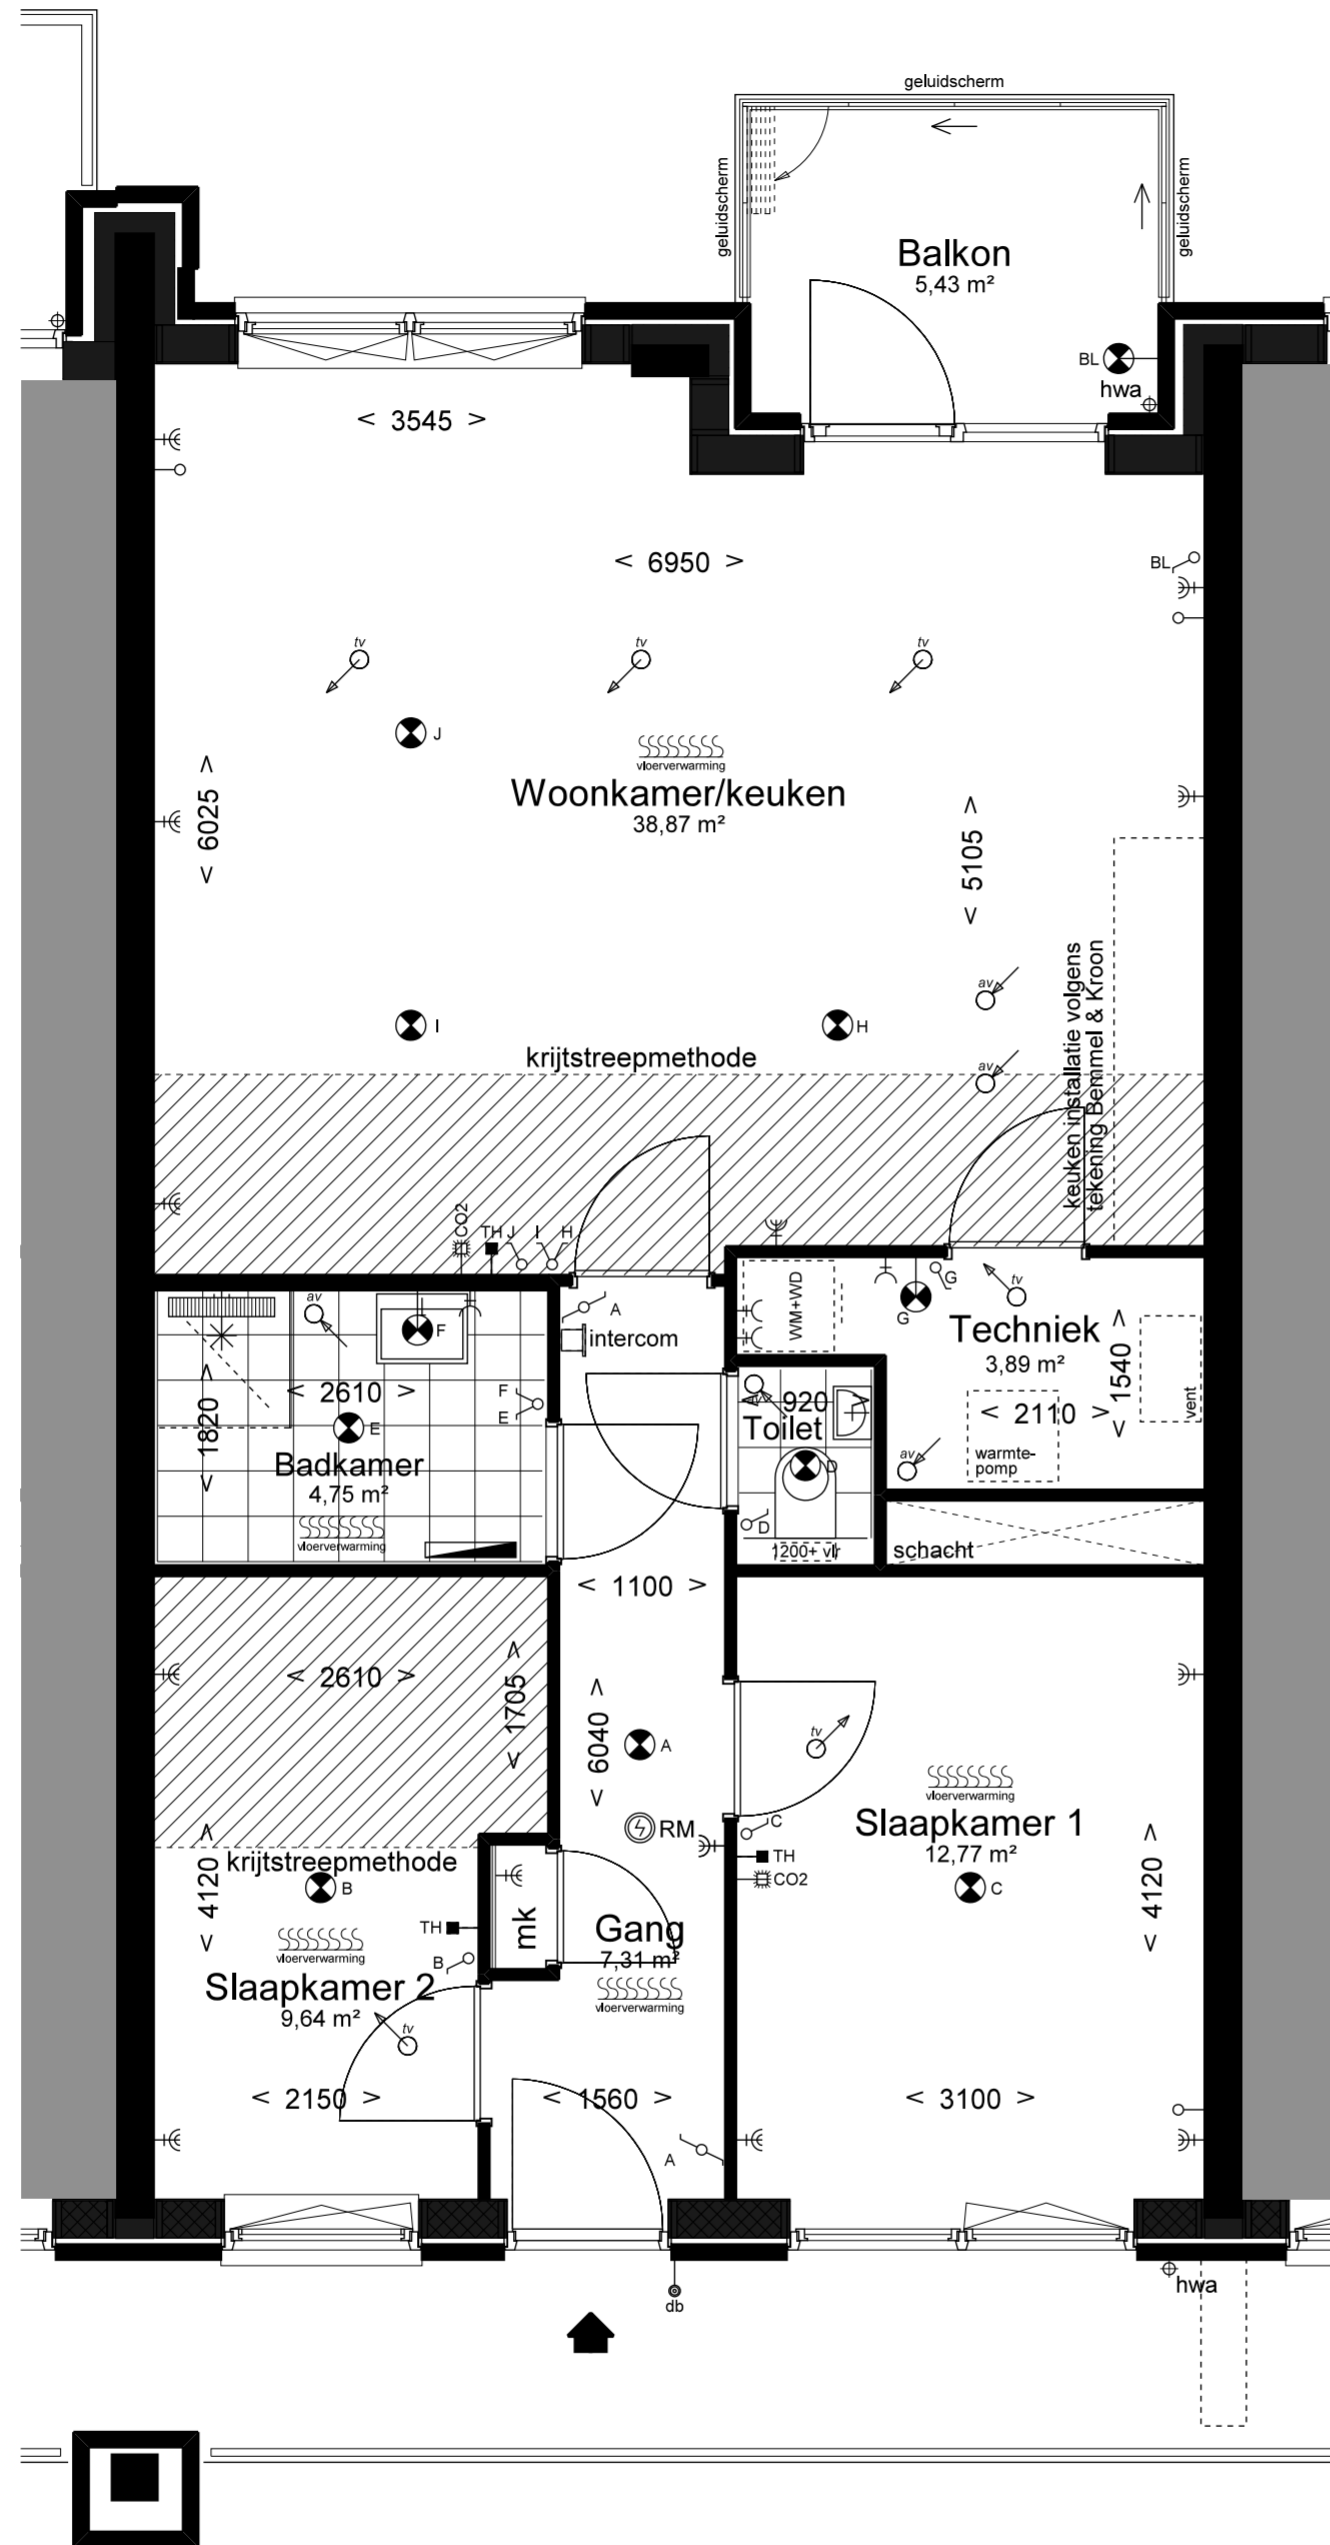 geluidscherm
geluidscherm
geluidscherm
Balkon
5,43 m²
BL
hwa
< 3545 >
< 6950 >
BL
tv
tv
tv
J
vloerverwarming
Woonkamer/keuken
38,87 m²
< 6025 >
< 5105 >
keuken installatie volgens
tekening Bemmel & Kroon
av
I
H
krijtstreepmethode
av
CO2
TH
J
I
H
av
F
A
intercom
WM+WD
G
G
tv
Techniek
3,89 m²
< 1540 >
vent
< 2110 >
warmte-
pomp
av
< 1820 >
< 2610 >
F
E
E
Badkamer
4,75 m²
vloerverwarming
av
920
Toilet
D
D
1200+ vlr
schacht
< 1100 >
< 2610 >
< 1705 >
< 6040 >
A
tv
vloerverwarming
RM
C
Slaapkamer 1
12,77 m²
TH
CO2
C
< 4120 >
< 4120 >
krijtstreepmethode
B
mk
TH
Gang
7,31 m²
vloerverwarming
B
vloerverwarming
Slaapkamer 2
9,64 m²
tv
< 2150 >
< 1560 >
< 3100 >
A
hwa
db